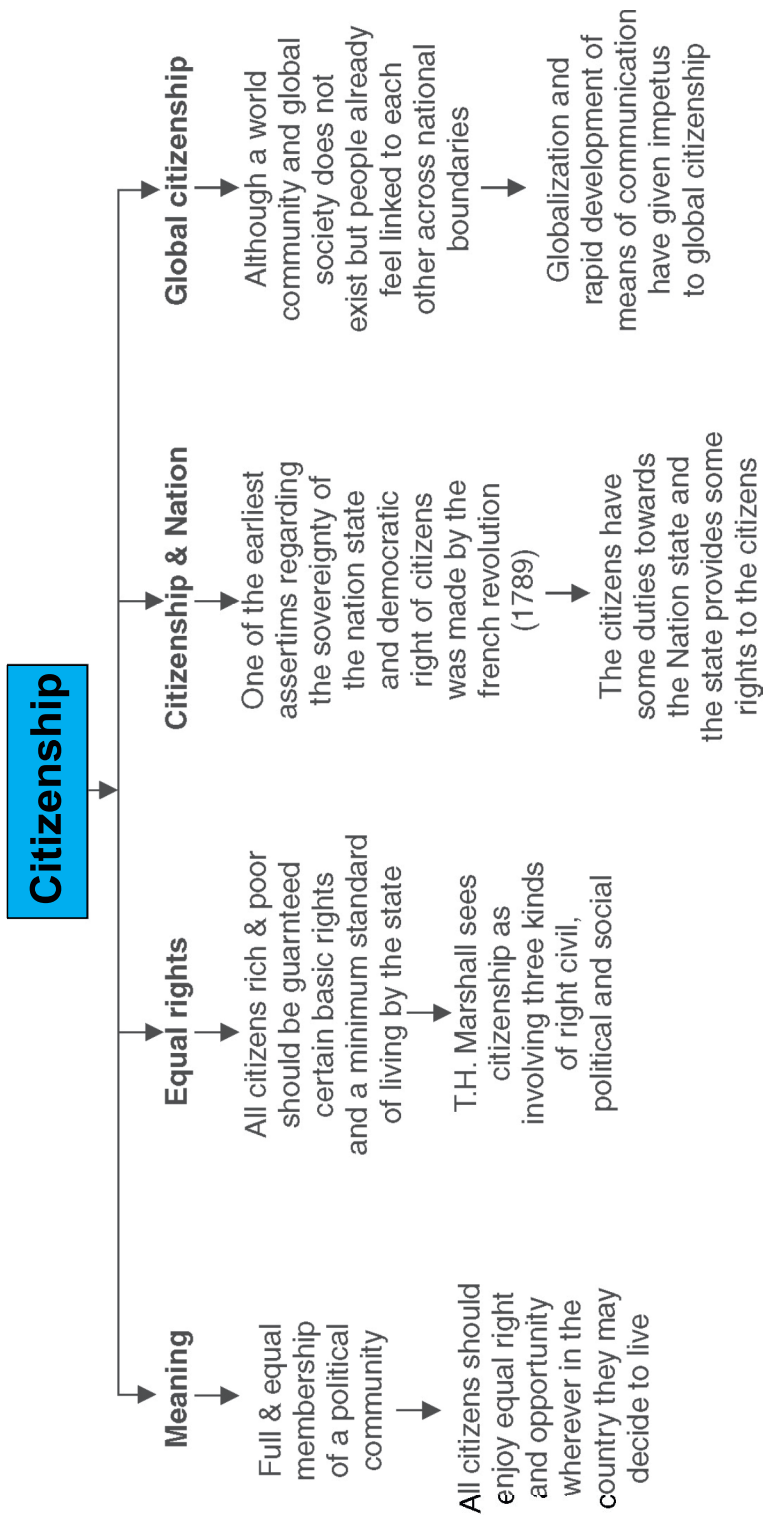 Citizenship
Meaning
Full & equal
membership
of a political
community
All citizens should
enjoy equal right
and opportunity
wherever in the
country they may
decide to live
Equal rights
All citizens rich & poor
should be guarnteed
certain basic rights
and a minimum standard
of living by the state
T.H. Marshall sees
citizenship as
involving three kinds
of right civil,
political and social
Citizenship & Nation
One of the earliest
assertims regarding
the sovereignty of
the nation state
and democratic
right of citizens
was made by the
french revolution
(1789)
The citizens have
some duties towards
the Nation state and
the state provides some
rights to the citizens
Global citizenship
Although a world
community and global
society does not
exist but people already
feel linked to each
other across national
boundaries
Globalization and
rapid development of
means of communication
have given impetus
to global citizenship